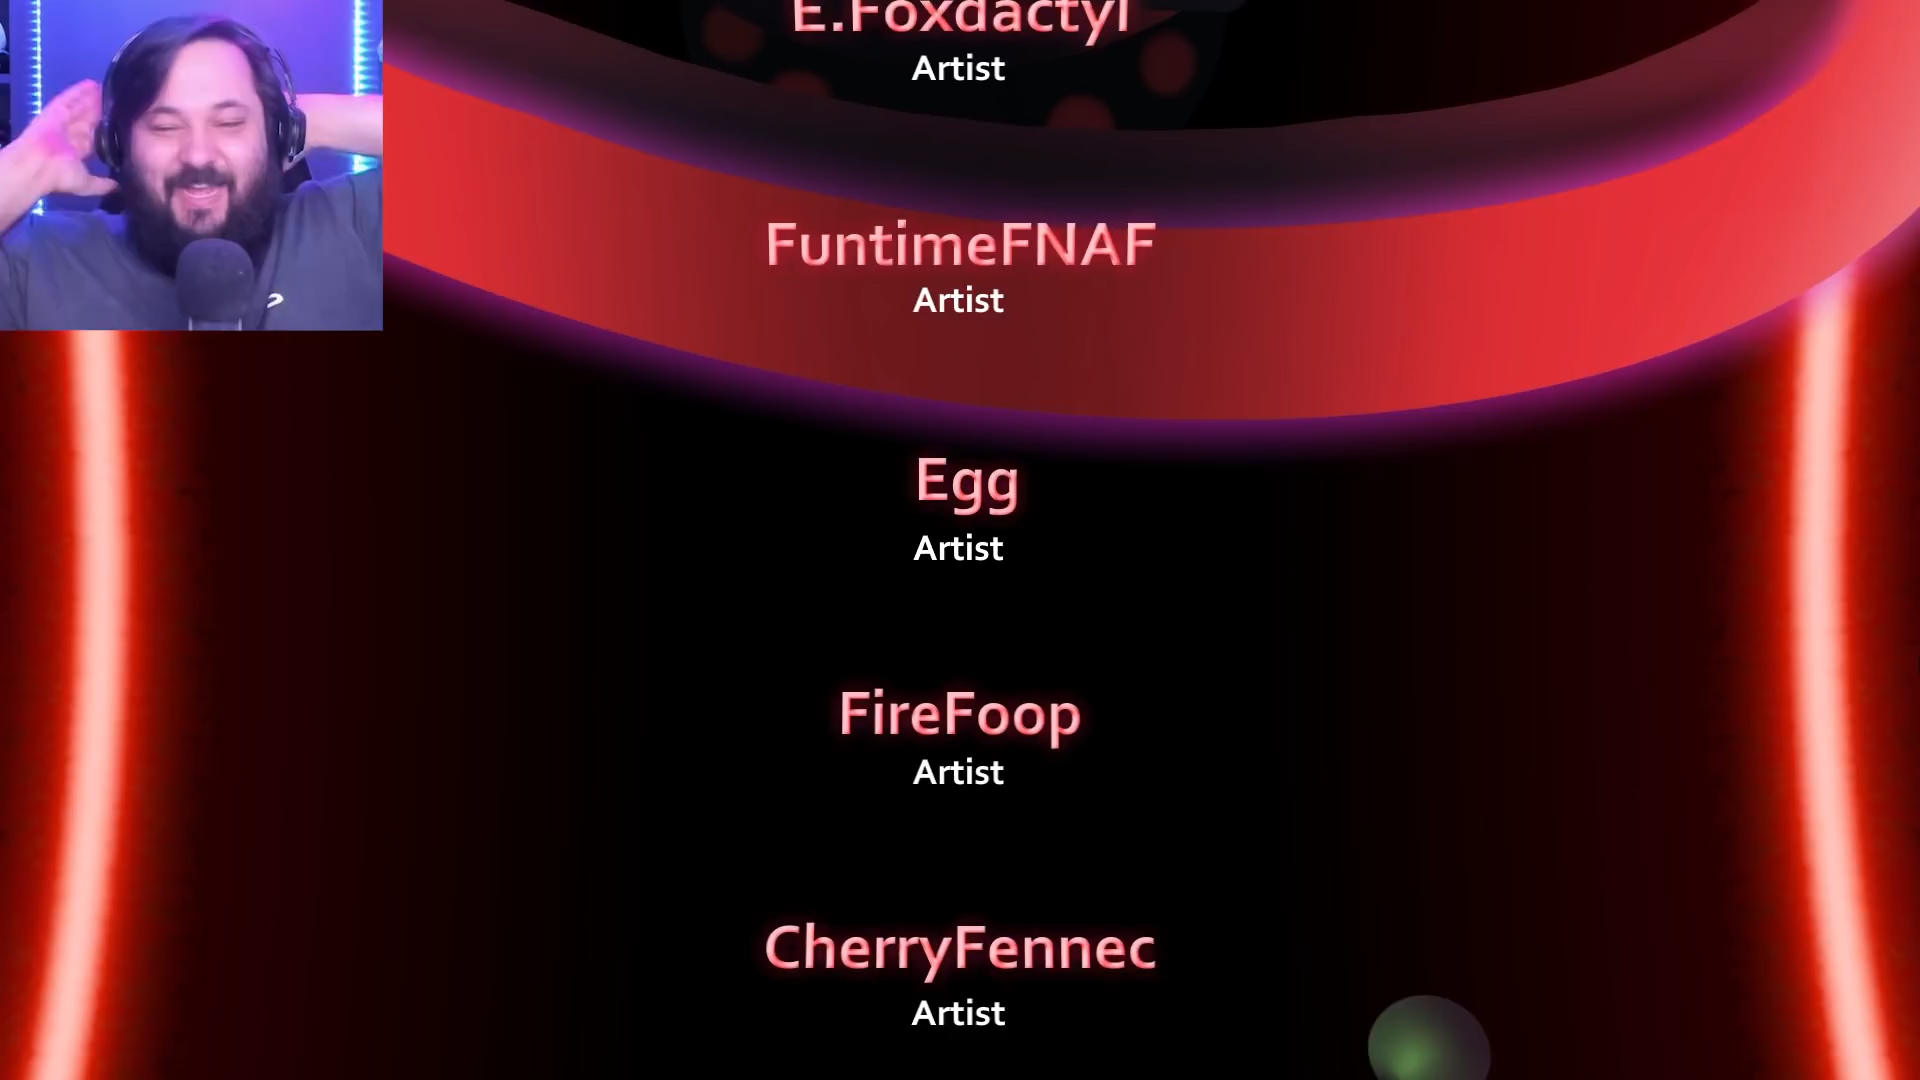 E.Foxdactyl
Artist
FuntimeFNAF
Artist
Egg
Artist
FireFoop
Artist
CherryFennec
Artist